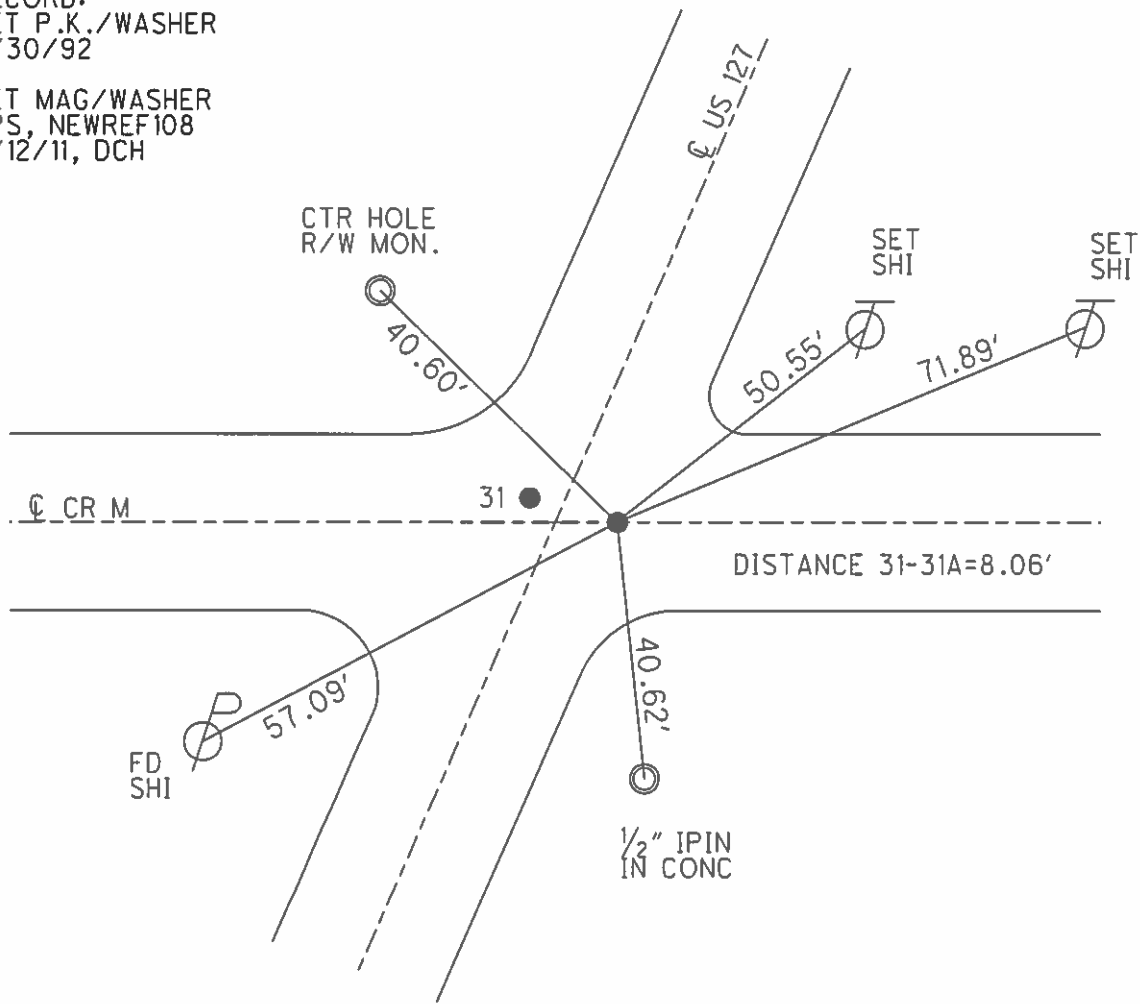 P.K./WASHER
30/92
MAG/WASHER
NEWREF108
12/11, DCH
℄ US 127
CTR HOLE
R/W MON.
SET
SHI
SET
SHI
40.60'
50.55'
71.89'
31
℄ CR M
DISTANCE 31-31A=8.06'
40.62'
57.09'
FD
SHI
1/2" IPIN
IN CONC